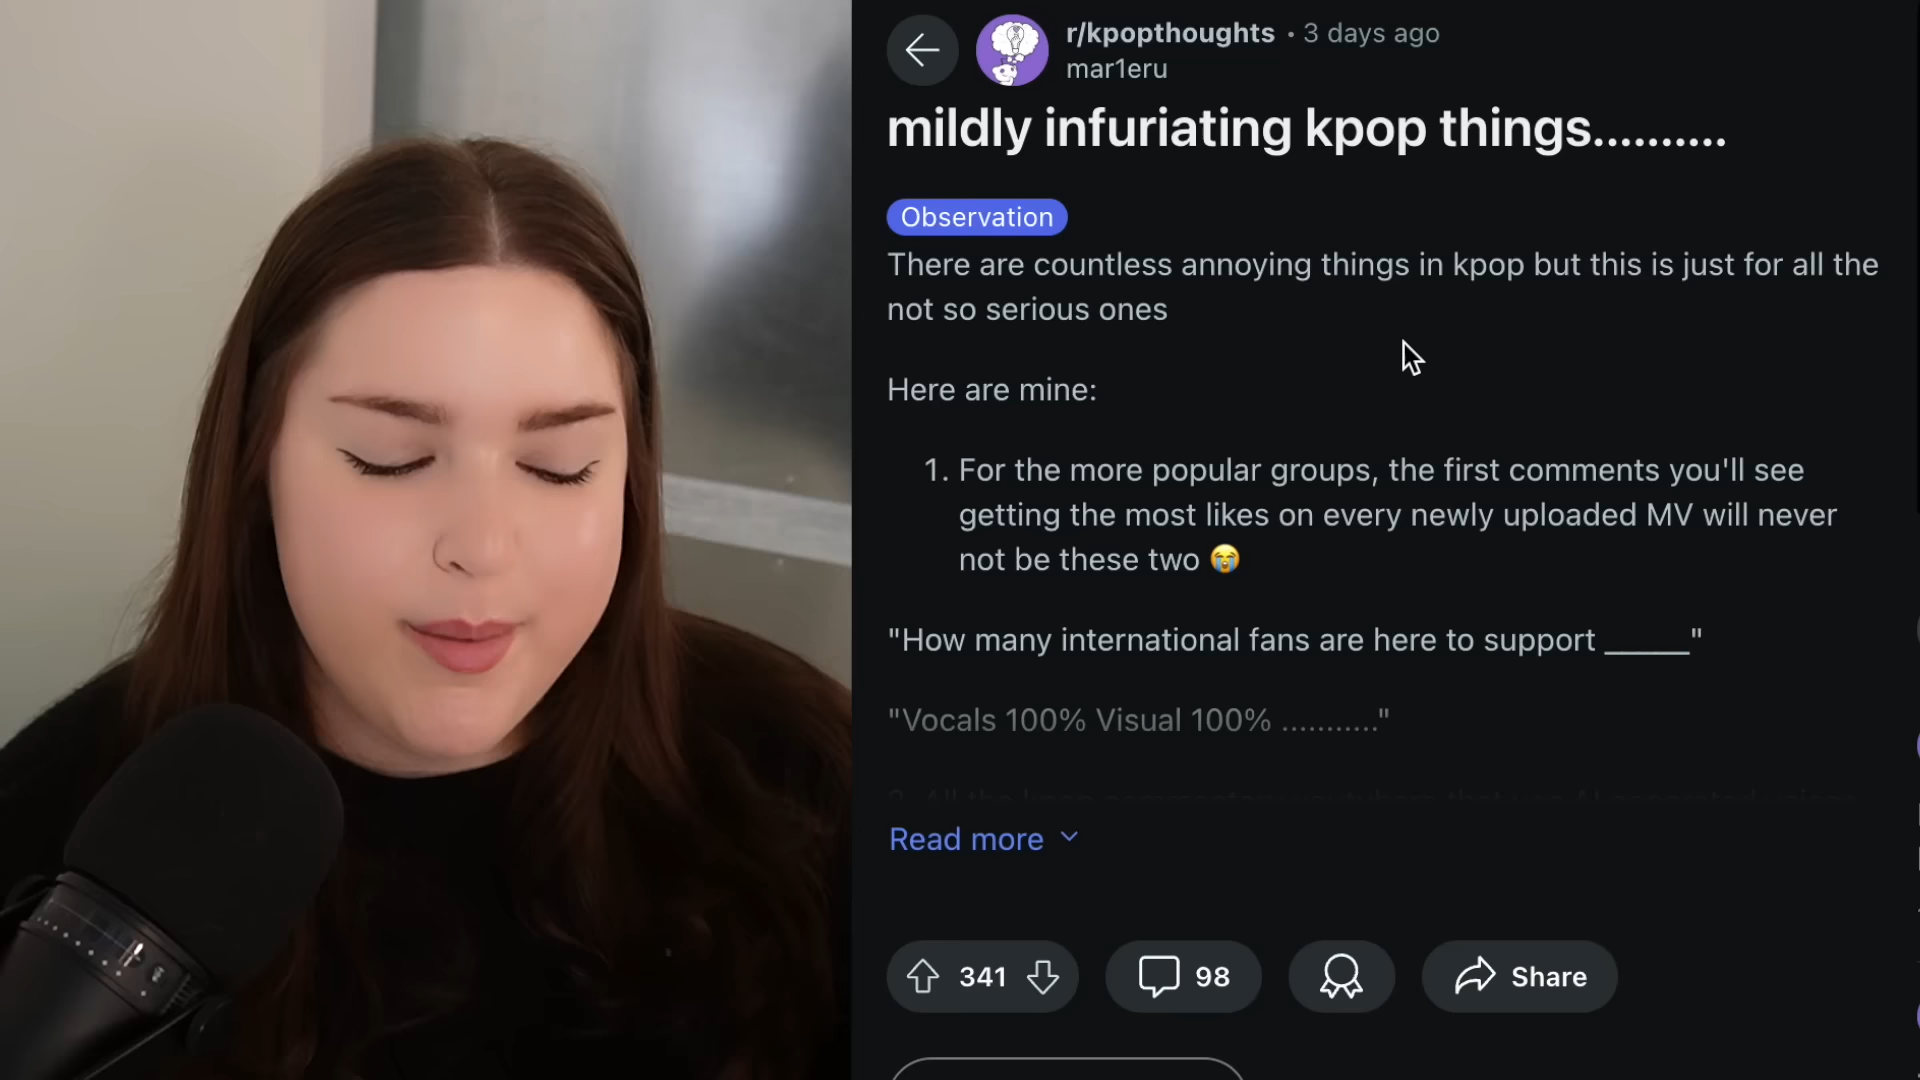 r/kpopthoughts • 3 days ago
mar1eru
mildly infuriating kpop things..........
Observation
There are countless annoying things in kpop but this is just for all the
not so serious ones
Here are mine:
1. For the more popular groups, the first comments you'll see
getting the most likes on every newly uploaded MV will never
not be these two 😭
"How many international fans are here to support ______"
"Vocals 100% Visual 100% ..........."
Read more
341
98
Share